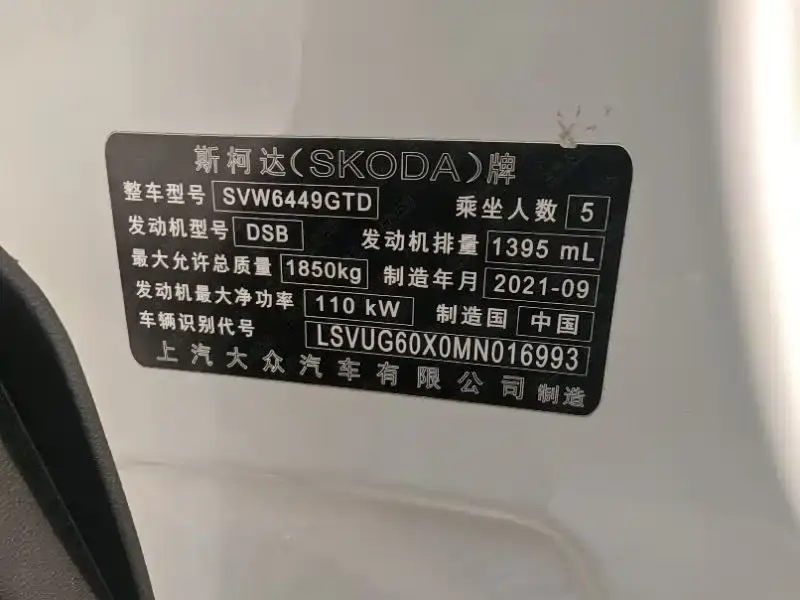 斯柯达(SKODA)牌
整车型号 SVW6449GTD 乘坐人数 5
发动机型号 DSB 发动机排量 1395 mL
最大允许总质量 1850kg 制造年月 2021-09
发动机最大净功率 110 kW 制造国 中国
车辆识别代号 LSVUG60X0MN016993
上汽大众汽车有限公司 制造